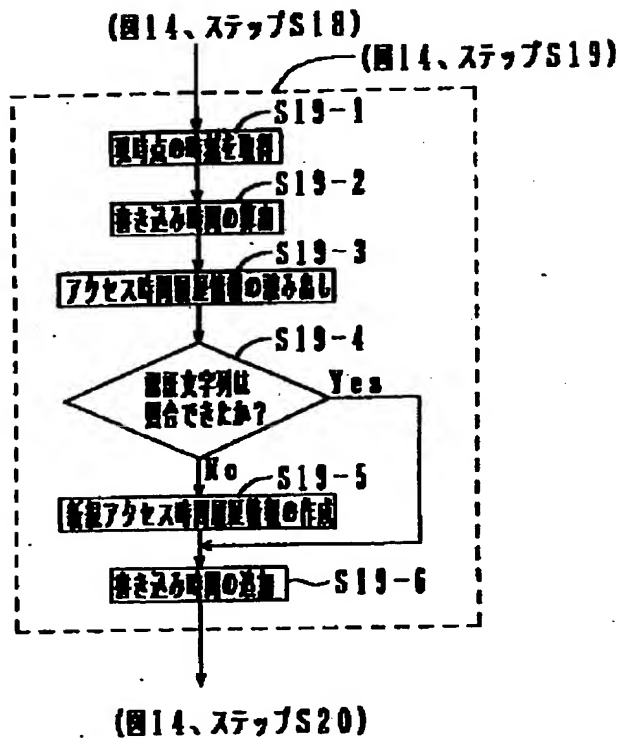 (図14、ステップS18)
(図14、ステップS19)
S19-1
現時点の時刻を取得
S19-2
書き込み時間の算出
S19-3
アクセス時間履歴情報の読み出し
S19-4
認証文字列は
照合できたか?
Yes
No
S19-5
新規アクセス時間履歴情報の作成
書き込み時間の追加
S19-6
(図14、ステップS20)